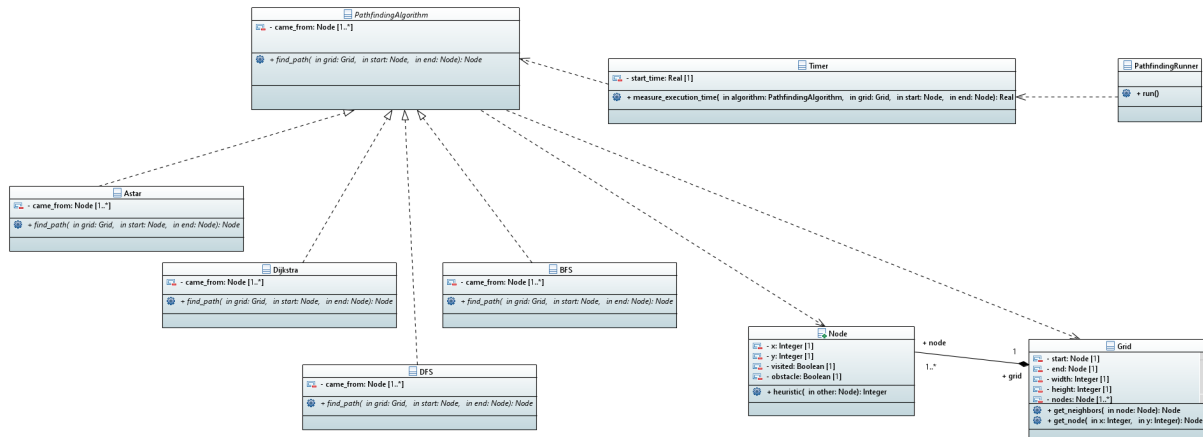 PathfindingAlgorithm
- came_from: Node [1..*]
+ find_path( in grid: Grid, in start: Node, in end: Node): Node
Timer
- start_time: Real [1]
+ measure_execution_time( in algorithm: PathfindingAlgorithm, in grid: Grid, in start: Node, in end: Node): Real
PathfindingRunner
+ run()
Astar
- came_from: Node [1..*]
+ find_path( in grid: Grid, in start: Node, in end: Node): Node
Dijkstra
- came_from: Node [1..*]
+ find_path( in grid: Grid, in start: Node, in end: Node): Node
BFS
- came_from: Node [1..*]
+ find_path( in grid: Grid, in start: Node, in end: Node): Node
DFS
- came_from: Node [1..*]
+ find_path( in grid: Grid, in start: Node, in end: Node): Node
Node
- x: Integer [1]
- y: Integer [1]
- visited: Boolean [1]
- obstacle: Boolean [1]
+ heuristic( in other: Node): Integer
+ node
1..*
1
+ grid
Grid
- start: Node [1]
- end: Node [1]
- width: Integer [1]
- height: Integer [1]
- nodes: Node [1..*]
+ get_neighbors( in node: Node): Node
+ get_node( in x: Integer, in y: Integer): Node